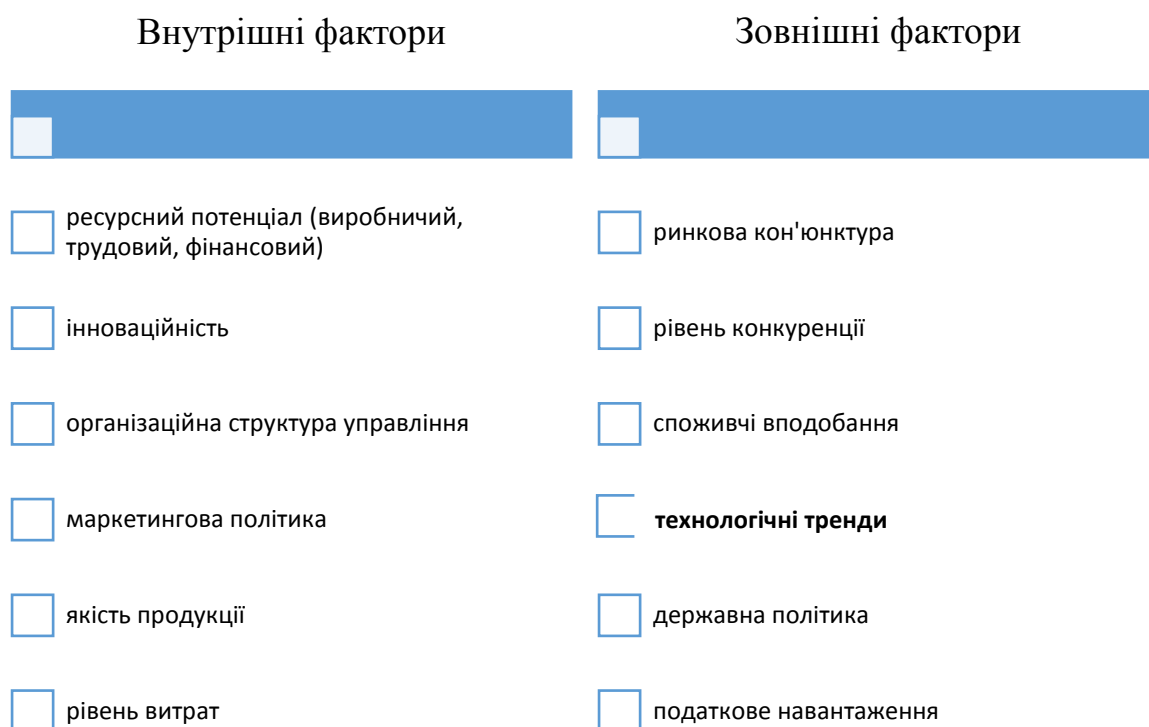 Внутрішні фактори
ресурсний потенціал (виробничий,
трудовий, фінансовий)
інноваційність
організаційна структура управління
маркетингова політика
якість продукції
рівень витрат
Зовнішні фактори
ринкова кон'юнктура
рівень конкуренції
споживчі вподобання
технологічні тренди
державна політика
податкове навантаження